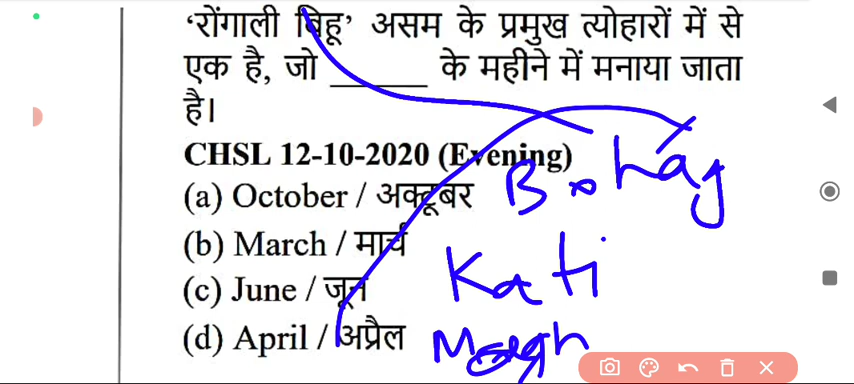 ‘रोंगाली बिहू’ असम के प्रमुख त्योहारों में से
एक है, जो ______ के महीने में मनाया जाता
है।
CHSL 12-10-2020 (Evening)
(a) October / अक्टूबर
(b) March / मार्च
(c) June / जून
(d) April / अप्रैल
Bohag
Kati
Magh